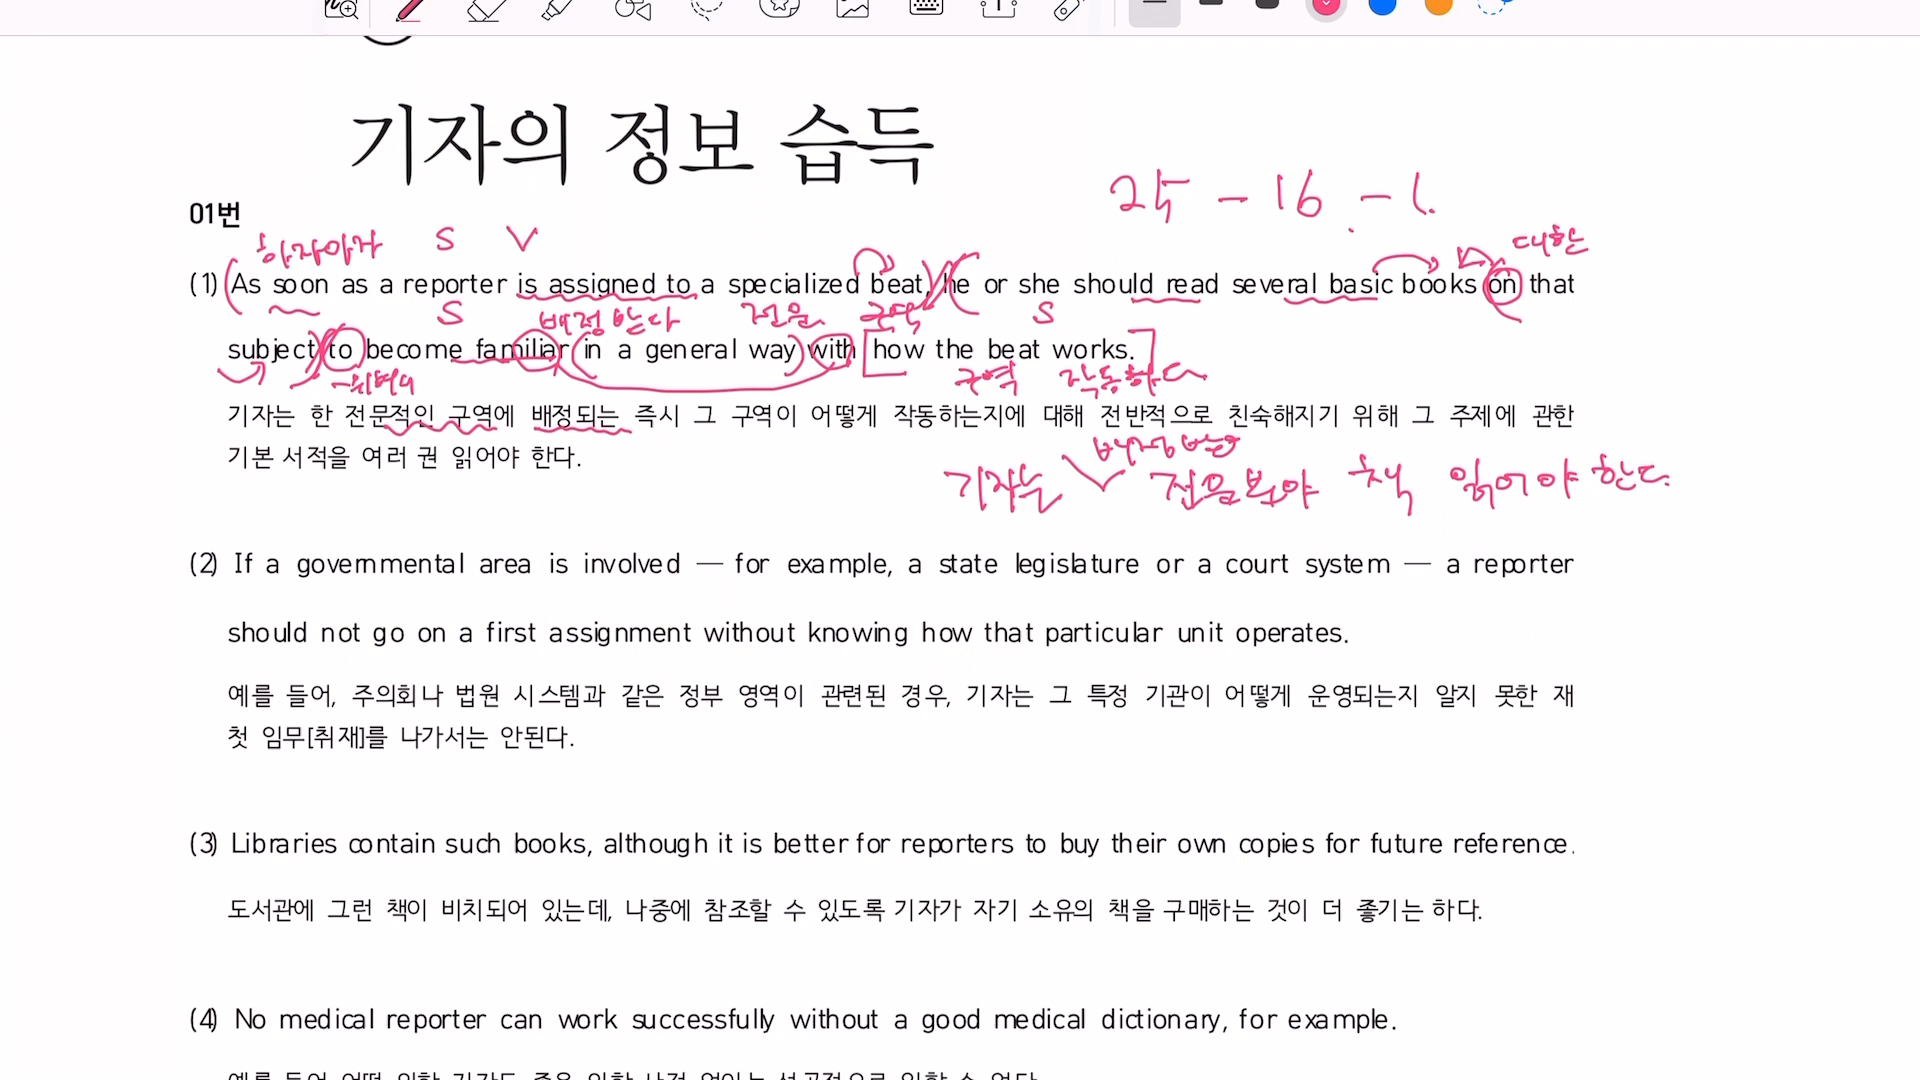 기자의 정보 습득
25 - 16 - 1.
01번
하자마자 S V 대한
(1) As soon as a reporter is assigned to a specialized beat, he or she should read several basic books on that
S 배정 받다 전문 구역 S
subject to become familiar in a general way with how the beat works.
~위하여 구역 작동하다
기자는 한 전문적인 구역에 배정되는 즉시 그 구역이 어떻게 작동하는지에 대해 전반적으로 친숙해지기 위해 그 주제에 관한
기본 서적을 여러 권 읽어야 한다.
배정받은
기자는 전문분야 책 읽어야 한다.
(2) If a governmental area is involved — for example, a state legislature or a court system — a reporter
should not go on a first assignment without knowing how that particular unit operates.
예를 들어, 주의회나 법원 시스템과 같은 정부 영역이 관련된 경우, 기자는 그 특정 기관이 어떻게 운영되는지 알지 못한 재
첫 임무[취재]를 나가서는 안된다.
(3) Libraries contain such books, although it is better for reporters to buy their own copies for future reference.
도서관에 그런 책이 비치되어 있는데, 나중에 참조할 수 있도록 기자가 자기 소유의 책을 구매하는 것이 더 좋기는 하다.
(4) No medical reporter can work successfully without a good medical dictionary, for example.